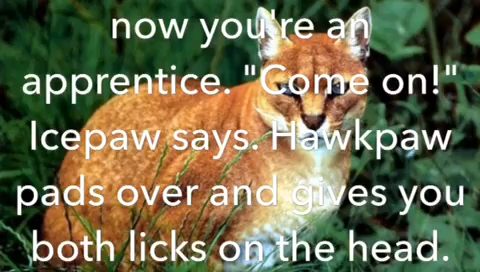 now you're an
apprentice. "Come on!"
Icepaw says. Hawkpaw
pads over and gives you
both licks on the head.